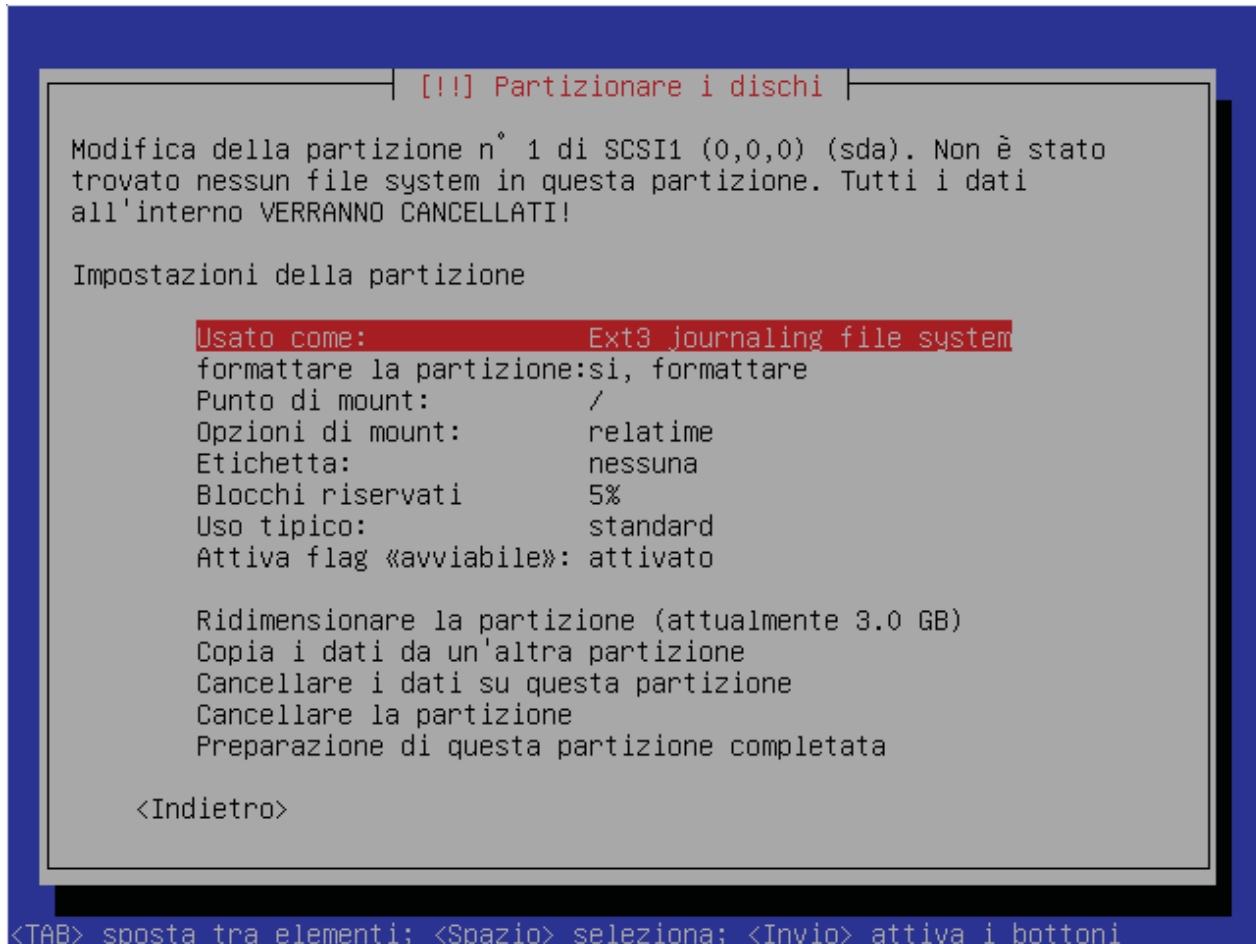 [!!] Partizionare i dischi
Modifica della partizione n° 1 di SCSI1 (0,0,0) (sda). Non è stato
trovato nessun file system in questa partizione. Tutti i dati
all'interno VERRANNO CANCELLATI!
Impostazioni della partizione
Usato come: Ext3 journaling file system
formattare la partizione:si, formattare
Punto di mount: /
Opzioni di mount: relatime
Etichetta: nessuna
Blocchi riservati 5%
Uso tipico: standard
Attiva flag «avviabile»: attivato
Ridimensionare la partizione (attualmente 3.0 GB)
Copia i dati da un'altra partizione
Cancellare i dati su questa partizione
Cancellare la partizione
Preparazione di questa partizione completata
<Indietro>
<TAB> sposta tra elementi; <Spazio> seleziona; <Invio> attiva i bottoni